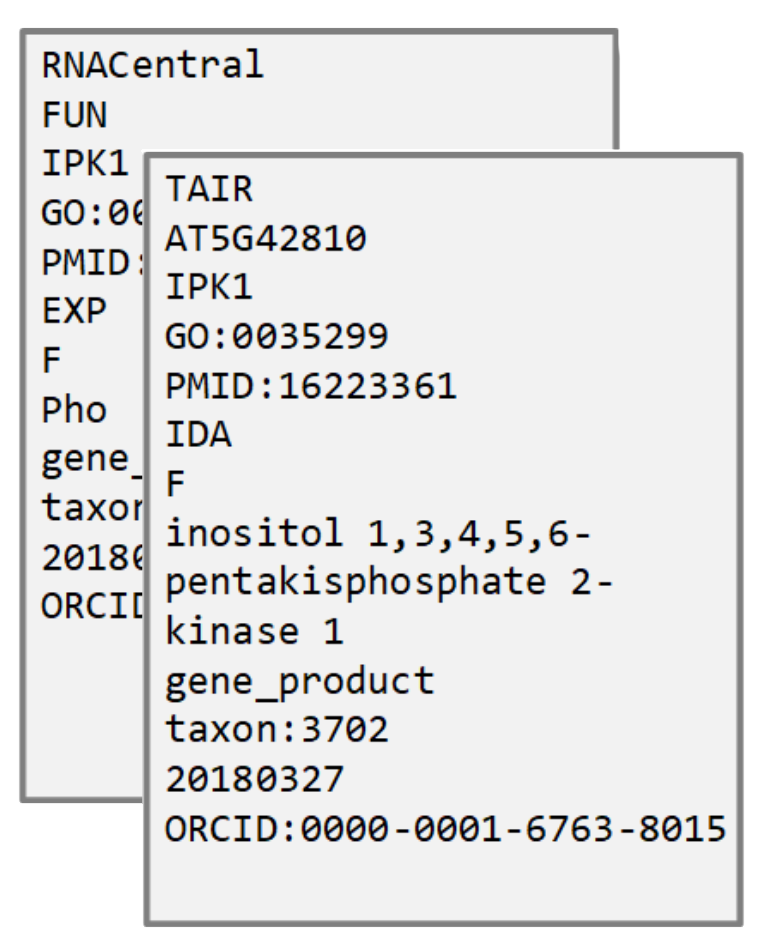 RNACentral
FUN
IPK1
GO:00
PMID:
EXP
F
Pho
gene_
taxon
20180
ORCID
TAIR
AT5G42810
IPK1
GO:0035299
PMID:16223361
IDA
F
inositol 1,3,4,5,6-
pentakisphosphate 2-
kinase 1
gene_product
taxon:3702
20180327
ORCID:0000-0001-6763-8015